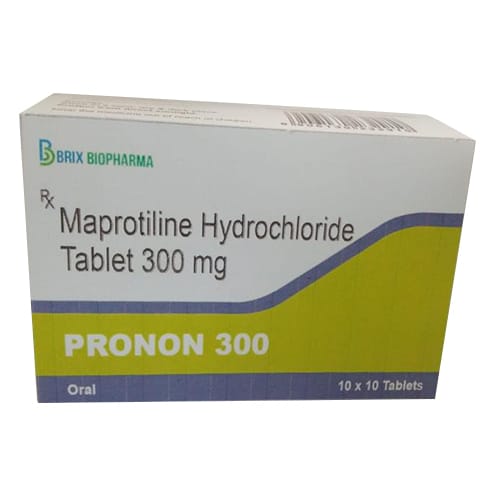 BRIX BIOPHARMA
Rx
Maprotiline Hydrochloride
Tablet 300 mg
PRONON 300
Oral
10 x 10 Tablets